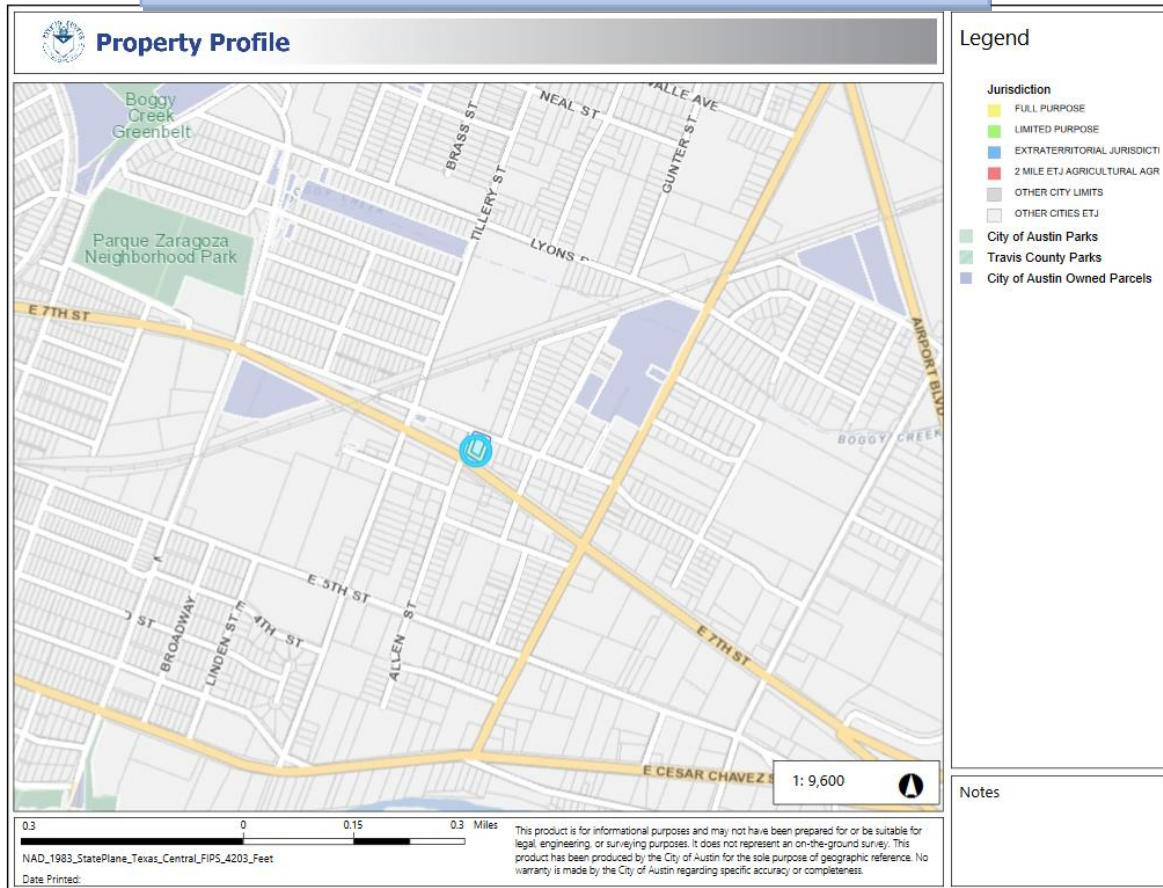 Property Profile
Boggy
Creek
Greenbelt
NEAL ST
VALLE AVE
BRASS ST
GUNTER ST
TILLERY ST
LYONS
Parque Zaragoza
Neighborhood Park
E 7TH ST
AIRPORT BLVD
BOGGY CREEK
E 5TH ST
BROADWAY
LINDEN ST
E 4TH ST
D ST
ALLEN ST
E 7TH ST
E CESAR CHAVEZ S
1: 9,600
Legend
Jurisdiction
FULL PURPOSE
LIMITED PURPOSE
EXTRATERRITORIAL JURISDICTI
2 MILE ETJ AGRICULTURAL AGR
OTHER CITY LIMITS
OTHER CITIES ETJ
City of Austin Parks
Travis County Parks
City of Austin Owned Parcels
Notes
0.3 0 0.15 0.3 Miles
NAD_1983_StatePlane_Texas_Central_FIPS_4203_Feet
Date Printed:
This product is for informational purposes and may not have been prepared for or be suitable for
legal, engineering, or surveying purposes. It does not represent an on-the-ground survey. This
product has been produced by the City of Austin for the sole purpose of geographic reference. No
warranty is made by the City of Austin regarding specific accuracy or completeness.